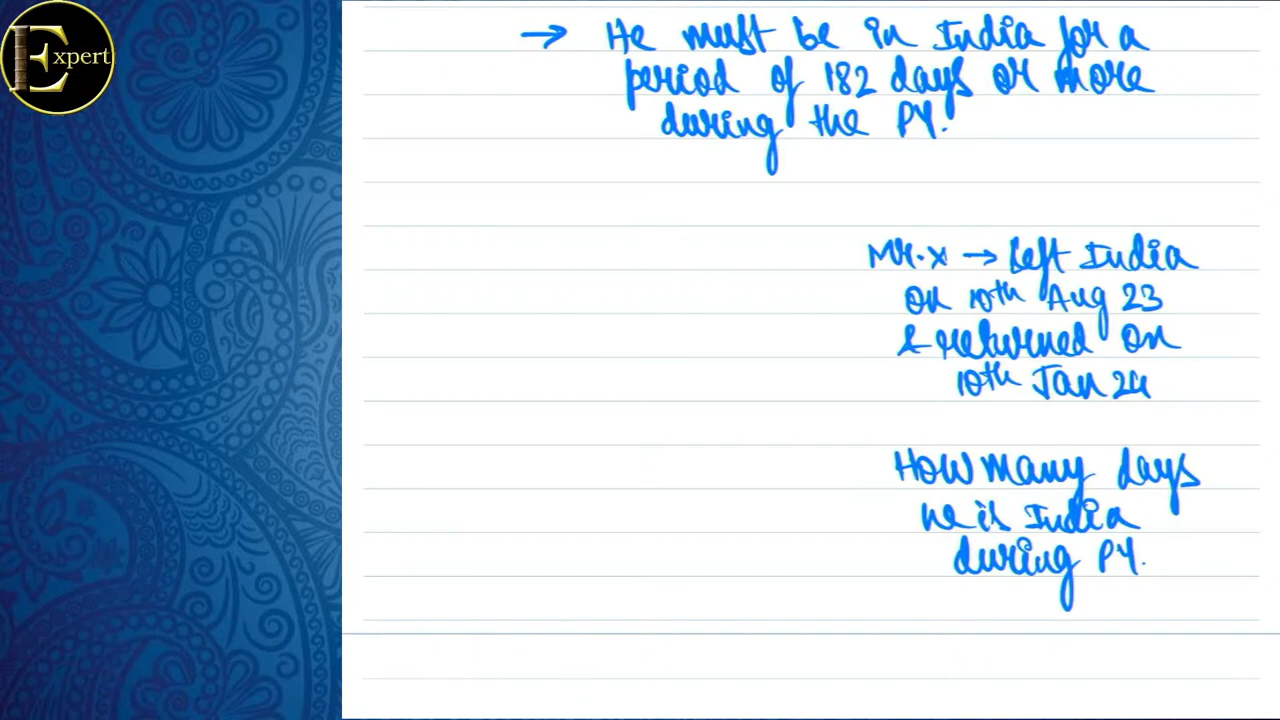 Expert
→ He must be in India for a
period of 182 days or more
during the PY.
Mr. X → Left India
on 10th Aug 23
& returned on
10th Jan 24
How many days
he is India
during PY.